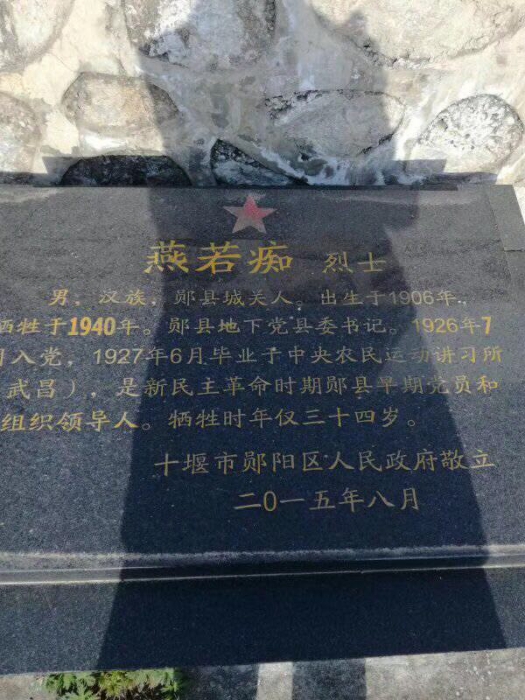 燕若痴 烈士
男，汉族，郧县城关人。出生于1906年，
牺牲于1940年。郧县地下党县委书记。1926年7
月入党，1927年6月毕业于中央农民运动讲习所
（武昌），是新民主革命时期郧县早期党员和
组织领导人。牺牲时年仅三十四岁。
十堰市郧阳区人民政府敬立
二0一五年八月